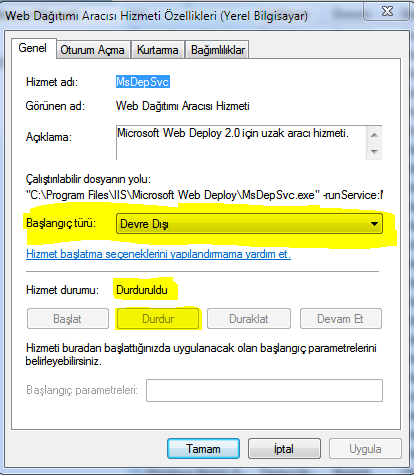 Web Dağıtımı Aracısı Hizmeti Özellikleri (Yerel Bilgisayar)
Genel Oturum Açma Kurtarma Bağımlılıklar
Hizmet adı: MsDepSvc
Görünen ad: Web Dağıtımı Aracısı Hizmeti
Açıklama: Microsoft Web Deploy 2.0 için uzak aracı hizmeti.
Çalıştırılabilir dosyanın yolu:
"C:\Program Files\IIS\Microsoft Web Deploy\MsDepSvc.exe" -runService:M
Başlangıç türü: Devre Dışı
Hizmet başlatma seçeneklerini yapılandırmama yardım et.
Hizmet durumu: Durduruldu
Başlat Durdur Duraklat Devam Et
Hizmeti buradan başlattığınızda uygulanacak olan başlangıç parametrelerini
belirleyebilirsiniz.
Başlangıç parametreleri:
Tamam İptal Uygula